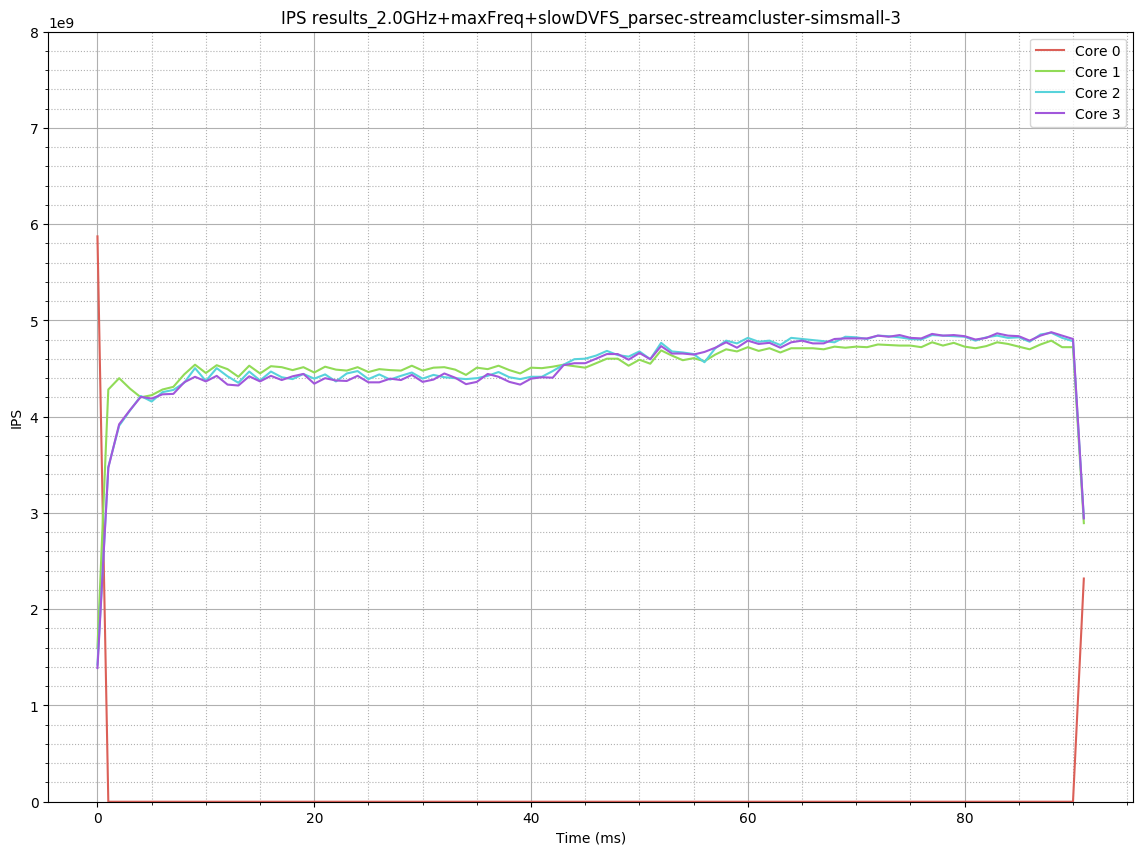 IPS results_2.0GHz+maxFreq+slowDVFS_parsec-streamcluster-simsmall-3
1e9
8
7
6
5
4
3
2
1
0
IPS
Core 0
Core 1
Core 2
Core 3
0 20 40 60 80
Time (ms)